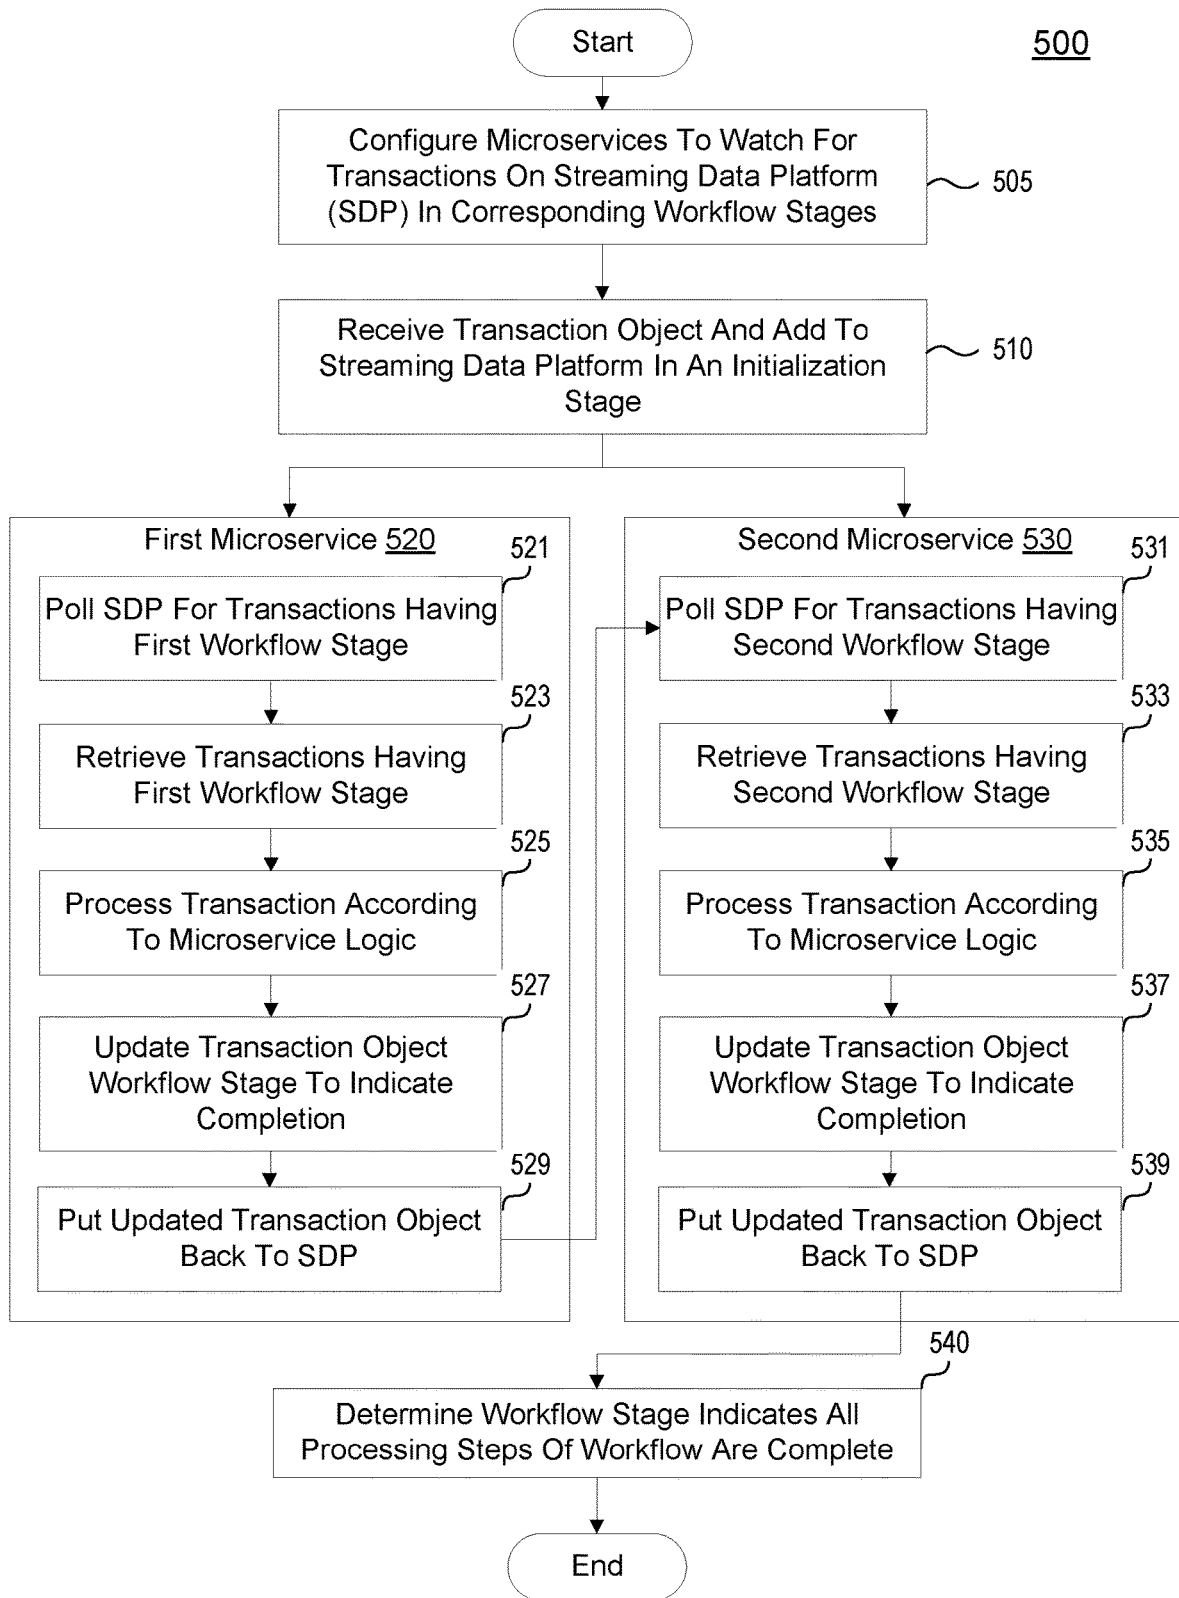 Start
500
Configure Microservices To Watch For
Transactions On Streaming Data Platform
(SDP) In Corresponding Workflow Stages
505
Receive Transaction Object And Add To
Streaming Data Platform In An Initialization
Stage
510
First Microservice 520
521
Poll SDP For Transactions Having
First Workflow Stage
523
Retrieve Transactions Having
First Workflow Stage
525
Process Transaction According
To Microservice Logic
527
Update Transaction Object
Workflow Stage To Indicate
Completion
529
Put Updated Transaction Object
Back To SDP
Second Microservice 530
531
Poll SDP For Transactions Having
Second Workflow Stage
533
Retrieve Transactions Having
Second Workflow Stage
535
Process Transaction According
To Microservice Logic
537
Update Transaction Object
Workflow Stage To Indicate
Completion
539
Put Updated Transaction Object
Back To SDP
540
Determine Workflow Stage Indicates All
Processing Steps Of Workflow Are Complete
End